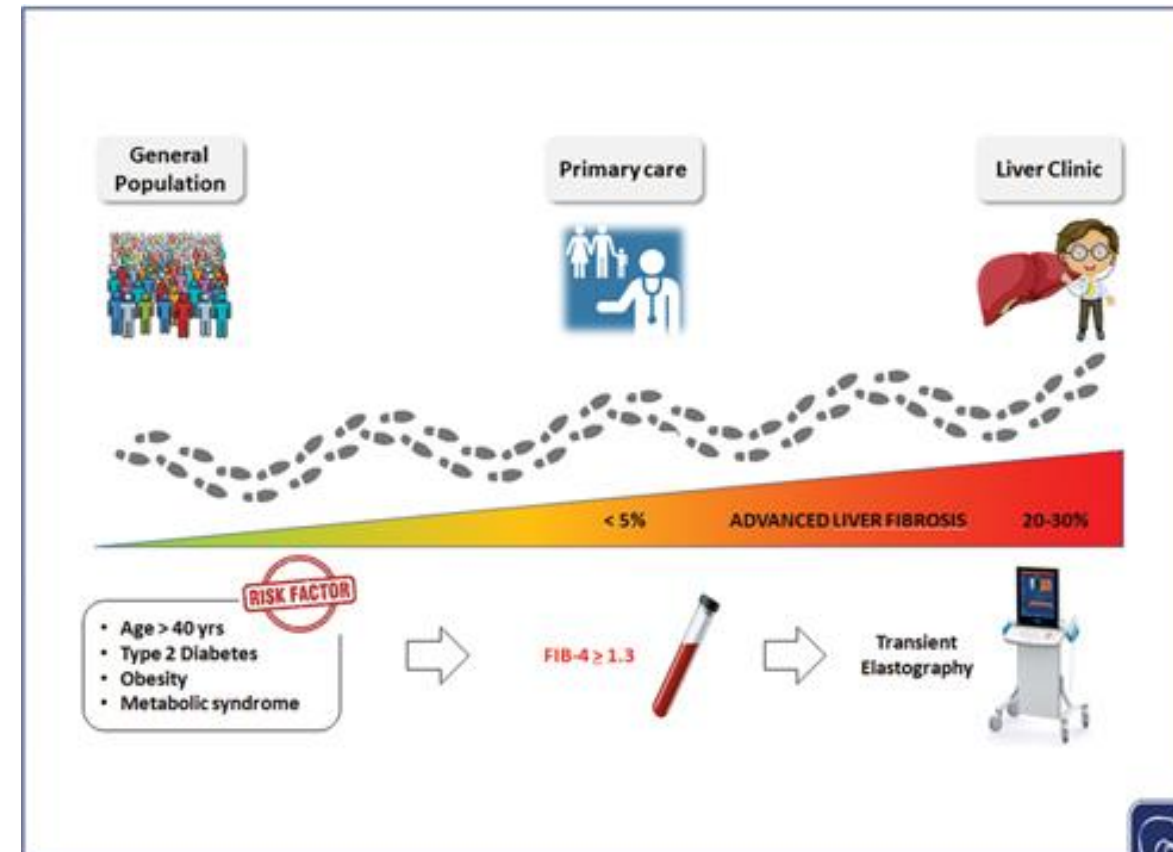 General
Population
Primary care
Liver Clinic
< 5%
ADVANCED LIVER FIBROSIS
20-30%
RISK FACTOR
• Age > 40 yrs
• Type 2 Diabetes
• Obesity
• Metabolic syndrome
FIB-4 ≥ 1.3
Transient
Elastography